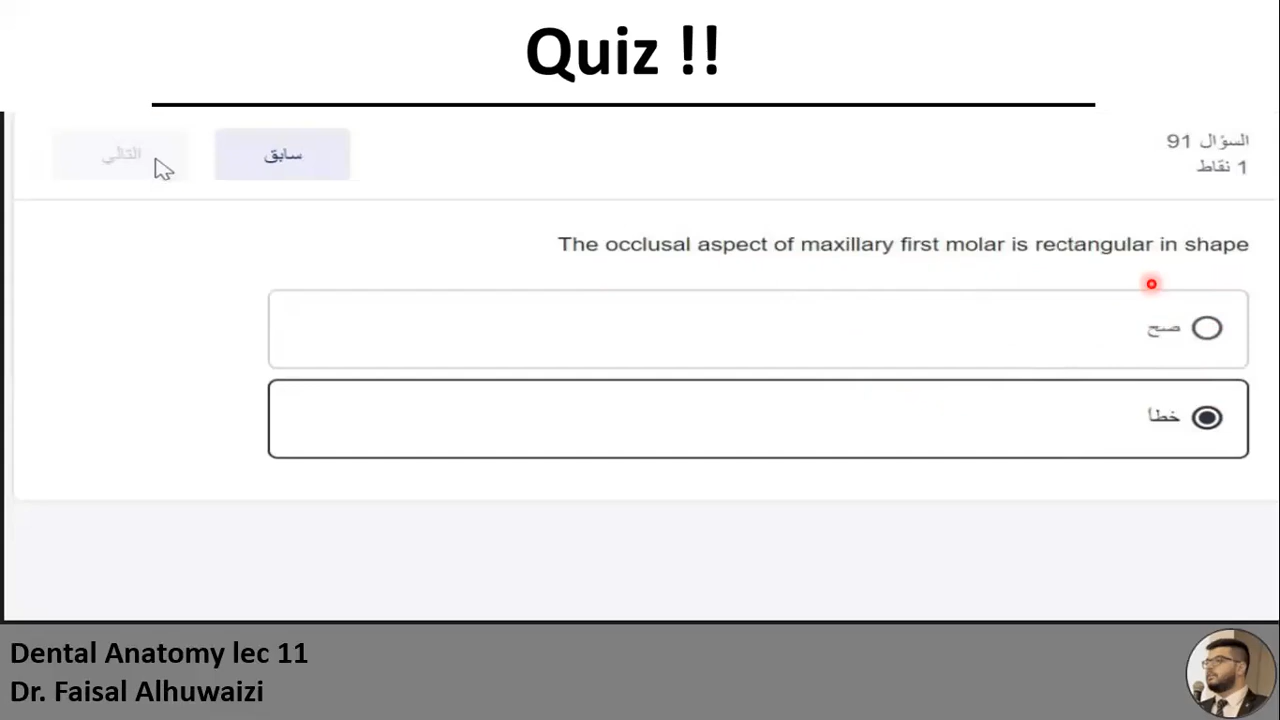 Quiz !!
السؤال 91
1 نقاط
سابق
التالي
The occlusal aspect of maxillary first molar is rectangular in shape
صح
خطأ
Dental Anatomy lec 11
Dr. Faisal Alhuwaizi